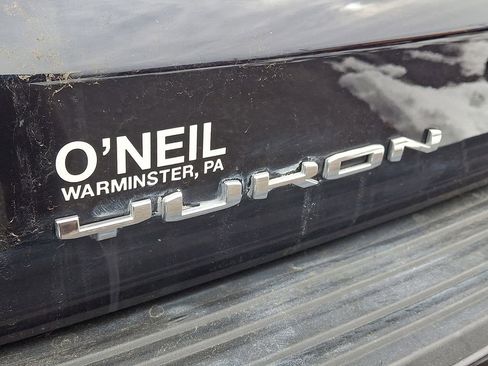 O'NEIL
WARMINSTER, PA
YUKON